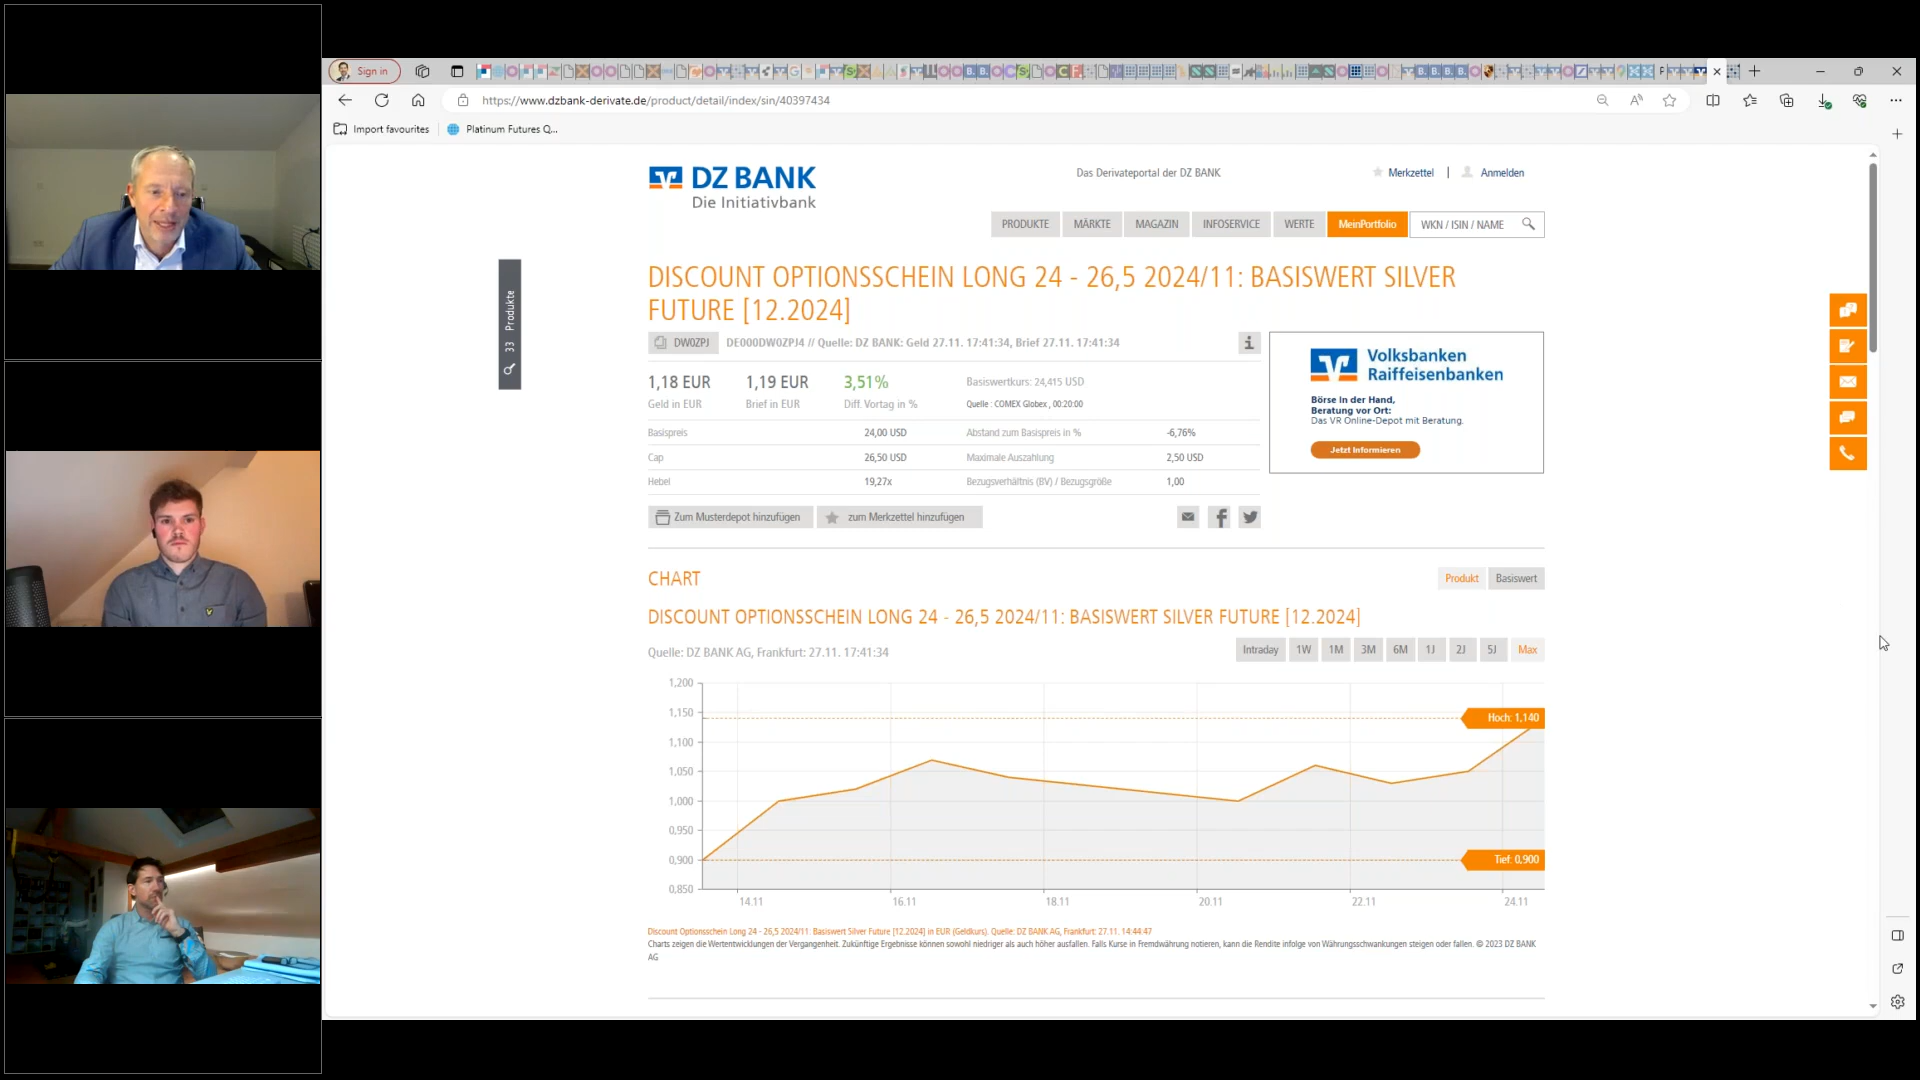 Sign in
https://www.dzbank-derivate.de/product/detail/index/sin/40397434
Import favourites
Platinum Futures Q...
DZ BANK
Die Initiativbank
Das Derivateportal der DZ BANK
Merkzettel | Anmelden
PRODUKTE MÄRKTE MAGAZIN INFOSERVICE WERTE MeinPortfolio WKN / ISIN / NAME
33 Produkte
DISCOUNT OPTIONSSCHEIN LONG 24 - 26,5 2024/11: BASISWERT SILVER
FUTURE [12.2024]
DW0ZPJ DE000DW0ZPJ4 // Quelle: DZ BANK: Geld 27.11. 17:41:34, Brief 27.11. 17:41:34
1,18 EUR 1,19 EUR 3,51% Basiswertkurs: 24,415 USD
Geld in EUR Brief in EUR Diff. Vortag in % Quelle : COMEX Globex , 00:20:00
Basispreis 24,00 USD Abstand zum Basispreis in % -6,76%
Cap 26,50 USD Maximale Auszahlung 2,50 USD
Hebel 19,27x Bezugsverhältnis (BV) / Bezugsgröße 1,00
Zum Musterdepot hinzufügen zum Merkzettel hinzufügen
Volksbanken
Raiffeisenbanken
Börse in der Hand,
Beratung vor Ort:
Das VR Online-Depot mit Beratung.
Jetzt Informieren
CHART
Produkt Basiswert
DISCOUNT OPTIONSSCHEIN LONG 24 - 26,5 2024/11: BASISWERT SILVER FUTURE [12.2024]
Quelle: DZ BANK AG, Frankfurt: 27.11. 17:41:34
Intraday 1W 1M 3M 6M 1J 2J 5J Max
1,200
1,150
Hoch: 1,140
1,100
1,050
1,000
0,950
0,900
Tief: 0,900
0,850
14.11 16.11 18.11 20.11 22.11 24.11
Discount Optionsschein Long 24 - 26,5 2024/11: Basiswert Silver Future [12.2024] in EUR (Geldkurs). Quelle: DZ BANK AG, Frankfurt: 27.11. 14:44:47
Charts zeigen die Wertentwicklungen der Vergangenheit. Zukünftige Ergebnisse können sowohl niedriger als auch höher ausfallen. Falls Kurse in Fremdwährung notieren, kann die Rendite infolge von Währungsschwankungen steigen oder fallen. © 2023 DZ BANK
AG